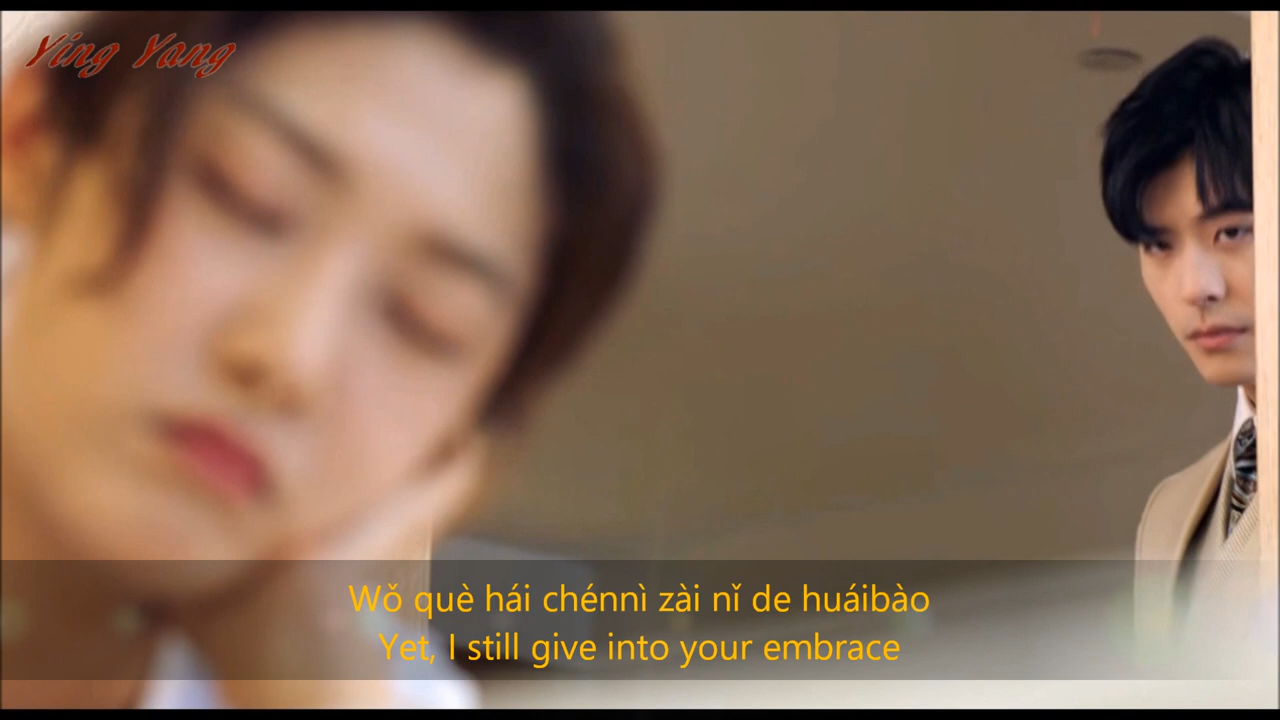 Ying Yang
Wǒ què hái chénnì zài nǐ de huáibào
Yet, I still give into your embrace